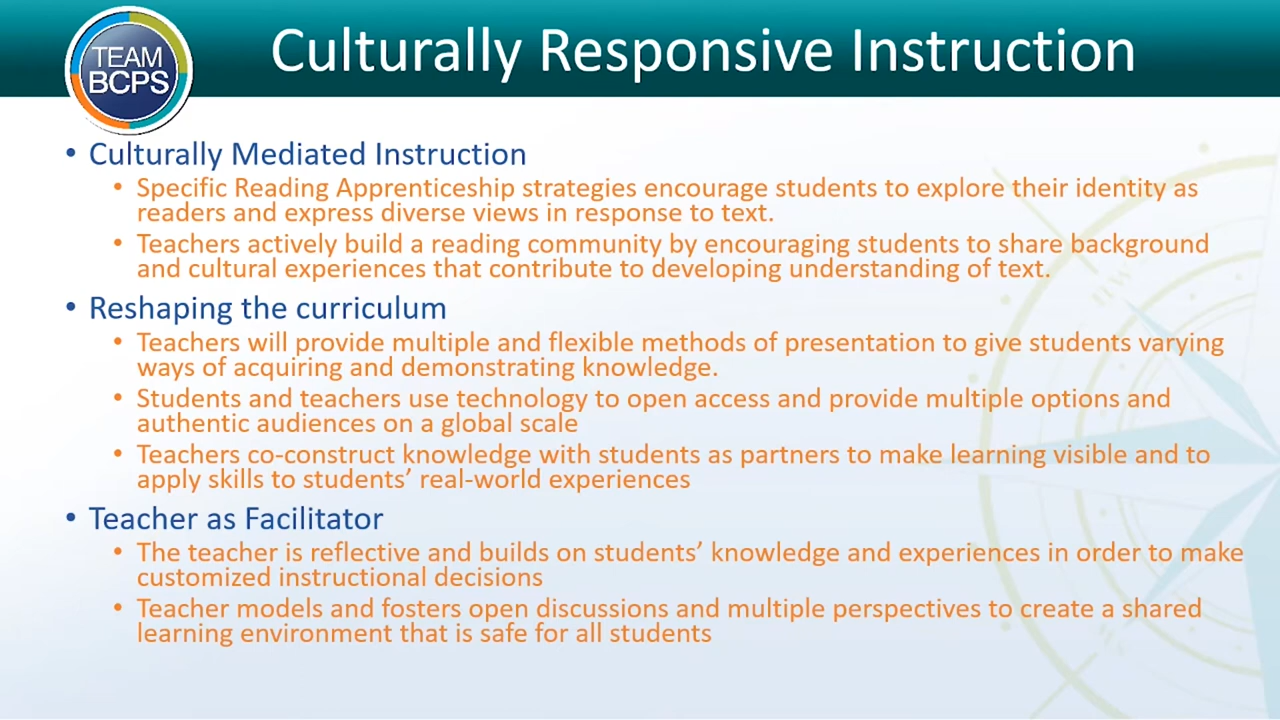 TEAM
BCPS
Culturally Responsive Instruction
• Culturally Mediated Instruction
• Specific Reading Apprenticeship strategies encourage students to explore their identity as
readers and express diverse views in response to text.
• Teachers actively build a reading community by encouraging students to share background
and cultural experiences that contribute to developing understanding of text.
• Reshaping the curriculum
• Teachers will provide multiple and flexible methods of presentation to give students varying
ways of acquiring and demonstrating knowledge.
• Students and teachers use technology to open access and provide multiple options and
authentic audiences on a global scale
• Teachers co-construct knowledge with students as partners to make learning visible and to
apply skills to students’ real-world experiences
• Teacher as Facilitator
• The teacher is reflective and builds on students’ knowledge and experiences in order to make
customized instructional decisions
• Teacher models and fosters open discussions and multiple perspectives to create a shared
learning environment that is safe for all students